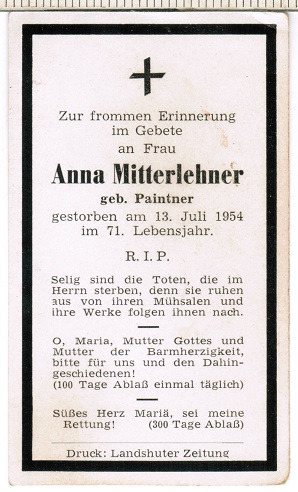 Zur frommen Erinnerung
im Gebete
an Frau
Anna Mitterlehner
geb. Paintner
gestorben am 13. Juli 1954
im 71. Lebensjahr.
R. I. P.
Selig sind die Toten, die im
Herrn sterben, denn sie ruhen
aus von ihren Mühsalen und
ihre Werke folgen ihnen nach.
O, Maria, Mutter Gottes und
Mutter der Barmherzigkeit,
bitte für uns und den Dahin-
geschiedenen!
(100 Tage Ablaß einmal täglich)
Süßes Herz Mariä, sei meine
Rettung! (300 Tage Ablaß)
Druck: Landshuter Zeitung